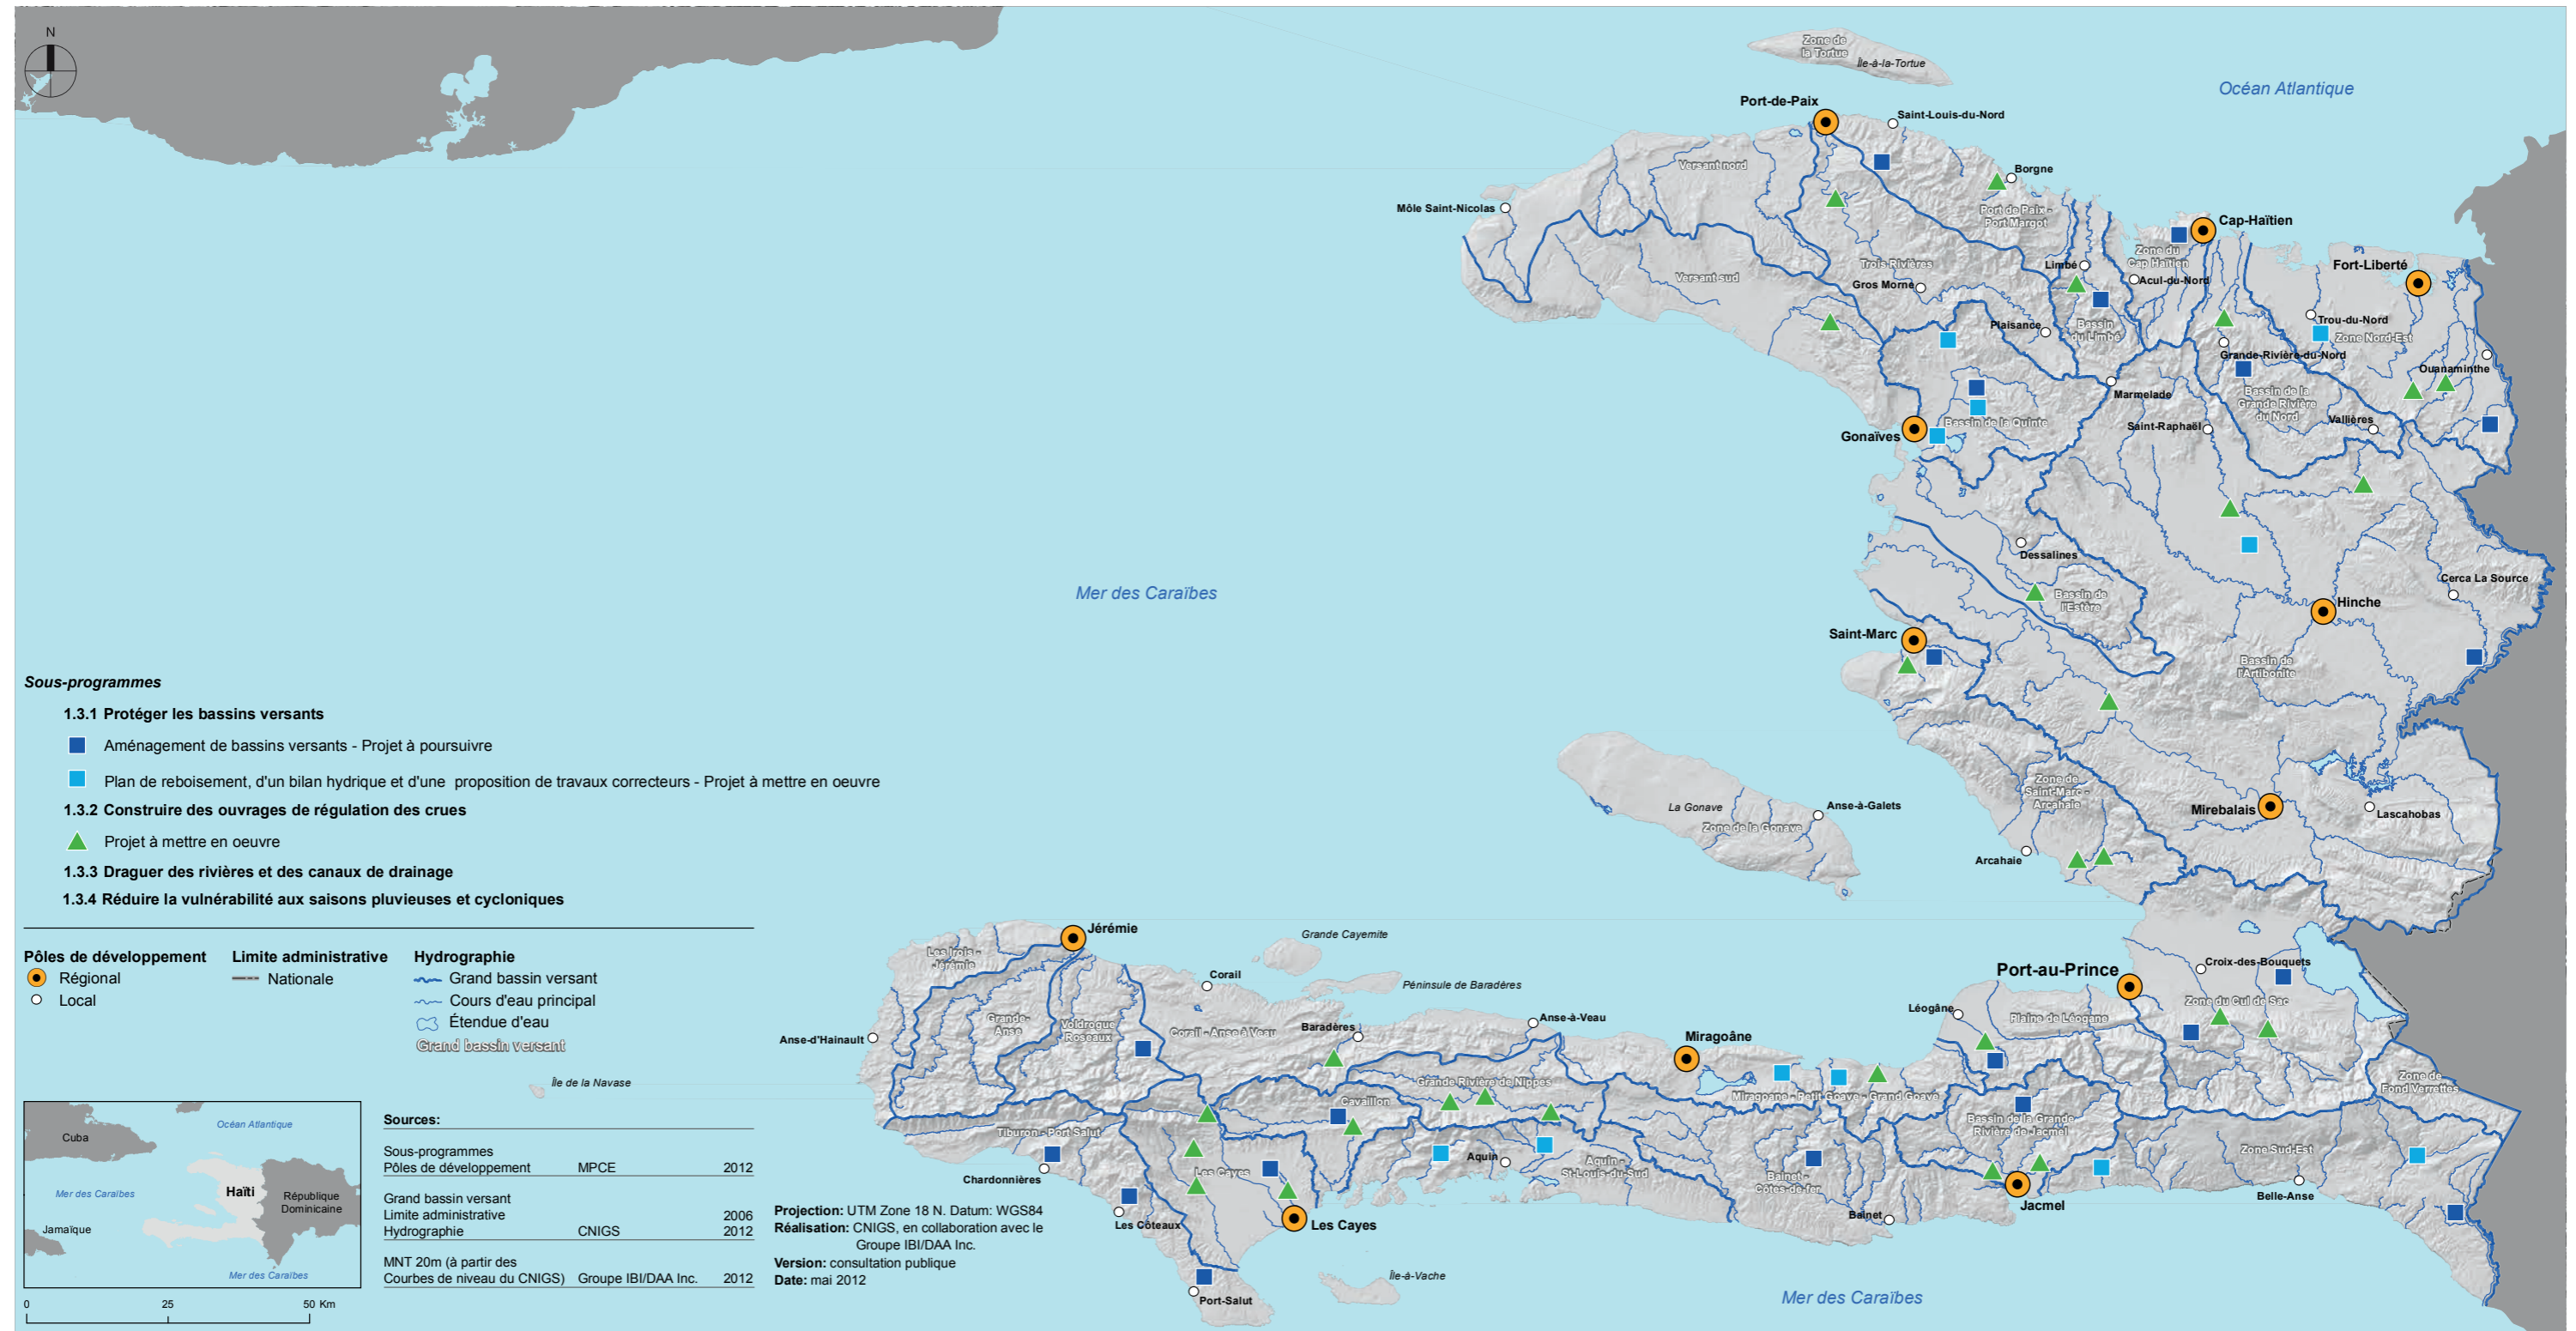 N
Zone de
la Tortue
Île-à-la-Tortue
Océan Atlantique
Port-de-Paix
Saint-Louis-du-Nord
Versant nord
Borgne
Môle Saint-Nicolas
Port de Paix -
Port Margot
Cap-Haïtien
Zone du
Cap Haïtien
Versant sud
Trois-Rivières
Limbé
Fort-Liberté
Gros Morne
Acul-du-Nord
Plaisance
Bassin
du Limbé
Trou-du-Nord
Zone Nord-Est
Grande-Rivière-du-Nord
Ouanaminthe
Marmelade
Bassin de la
Grande Rivière
du Nord
Gonaïves
Bassin de la Quinte
Saint-Raphaël
Vallières
Dessalines
Cerca La Source
Mer des Caraïbes
Bassin de
l'Estère
Hinche
Saint-Marc
Bassin de
l'Artibonite
Zone de
Saint-Marc -
Arcahaie
La Gonave
Anse-à-Galets
Zone de la Gonave
Mirebalais
Lascahobas
Arcahaie
Sous-programmes
1.3.1 Protéger les bassins versants
Aménagement de bassins versants - Projet à poursuivre
Plan de reboisement, d'un bilan hydrique et d'une proposition de travaux correcteurs - Projet à mettre en oeuvre
1.3.2 Construire des ouvrages de régulation des crues
Projet à mettre en oeuvre
1.3.3 Draguer des rivières et des canaux de drainage
1.3.4 Réduire la vulnérabilité aux saisons pluvieuses et cycloniques
Pôles de développement
Régional
Local
Limite administrative
Nationale
Hydrographie
Grand bassin versant
Cours d'eau principal
Étendue d'eau
Grand bassin versant
Jérémie
Les Irois -
Jérémie
Grande Cayemite
Corail
Péninsule de Baradères
Port-au-Prince
Croix-des-Bouquets
Zone du Cul de Sac
Léogâne
Plaine de Léogane
Grande-
Anse
Voldrogue
Roseaux
Corail - Anse à Veau
Baradères
Anse-à-Veau
Anse-d'Hainault
Miragoâne
Île de la Navase
Grande Rivière de Nippes
Miragoane - Petit Goave - Grand Goave
Zone de
Fond Verrettes
Cavaillon
Tiburon - Port Salut
Bassin de la Grande
Rivière de Jacmel
Zone Sud-Est
Aquin
Aquin -
St-Louis-du-Sud
Les Cayes
Chardonnières
Bainet -
Côtes-de-fer
Belle-Anse
Jacmel
Bainet
Les Côteaux
Les Cayes
Île-à-Vache
Port-Salut
Mer des Caraïbes
Cuba
Océan Atlantique
Mer des Caraïbes
Haïti
République
Dominicaine
Jamaïque
Mer des Caraïbes
0 25 50 Km
Sources:
Sous-programmes
Pôles de développement MPCE 2012
Grand bassin versant
Limite administrative 2006
Hydrographie CNIGS 2012
MNT 20m (à partir des
Courbes de niveau du CNIGS) Groupe IBI/DAA Inc. 2012
Projection: UTM Zone 18 N. Datum: WGS84
Réalisation: CNIGS, en collaboration avec le
Groupe IBI/DAA Inc.
Version: consultation publique
Date: mai 2012